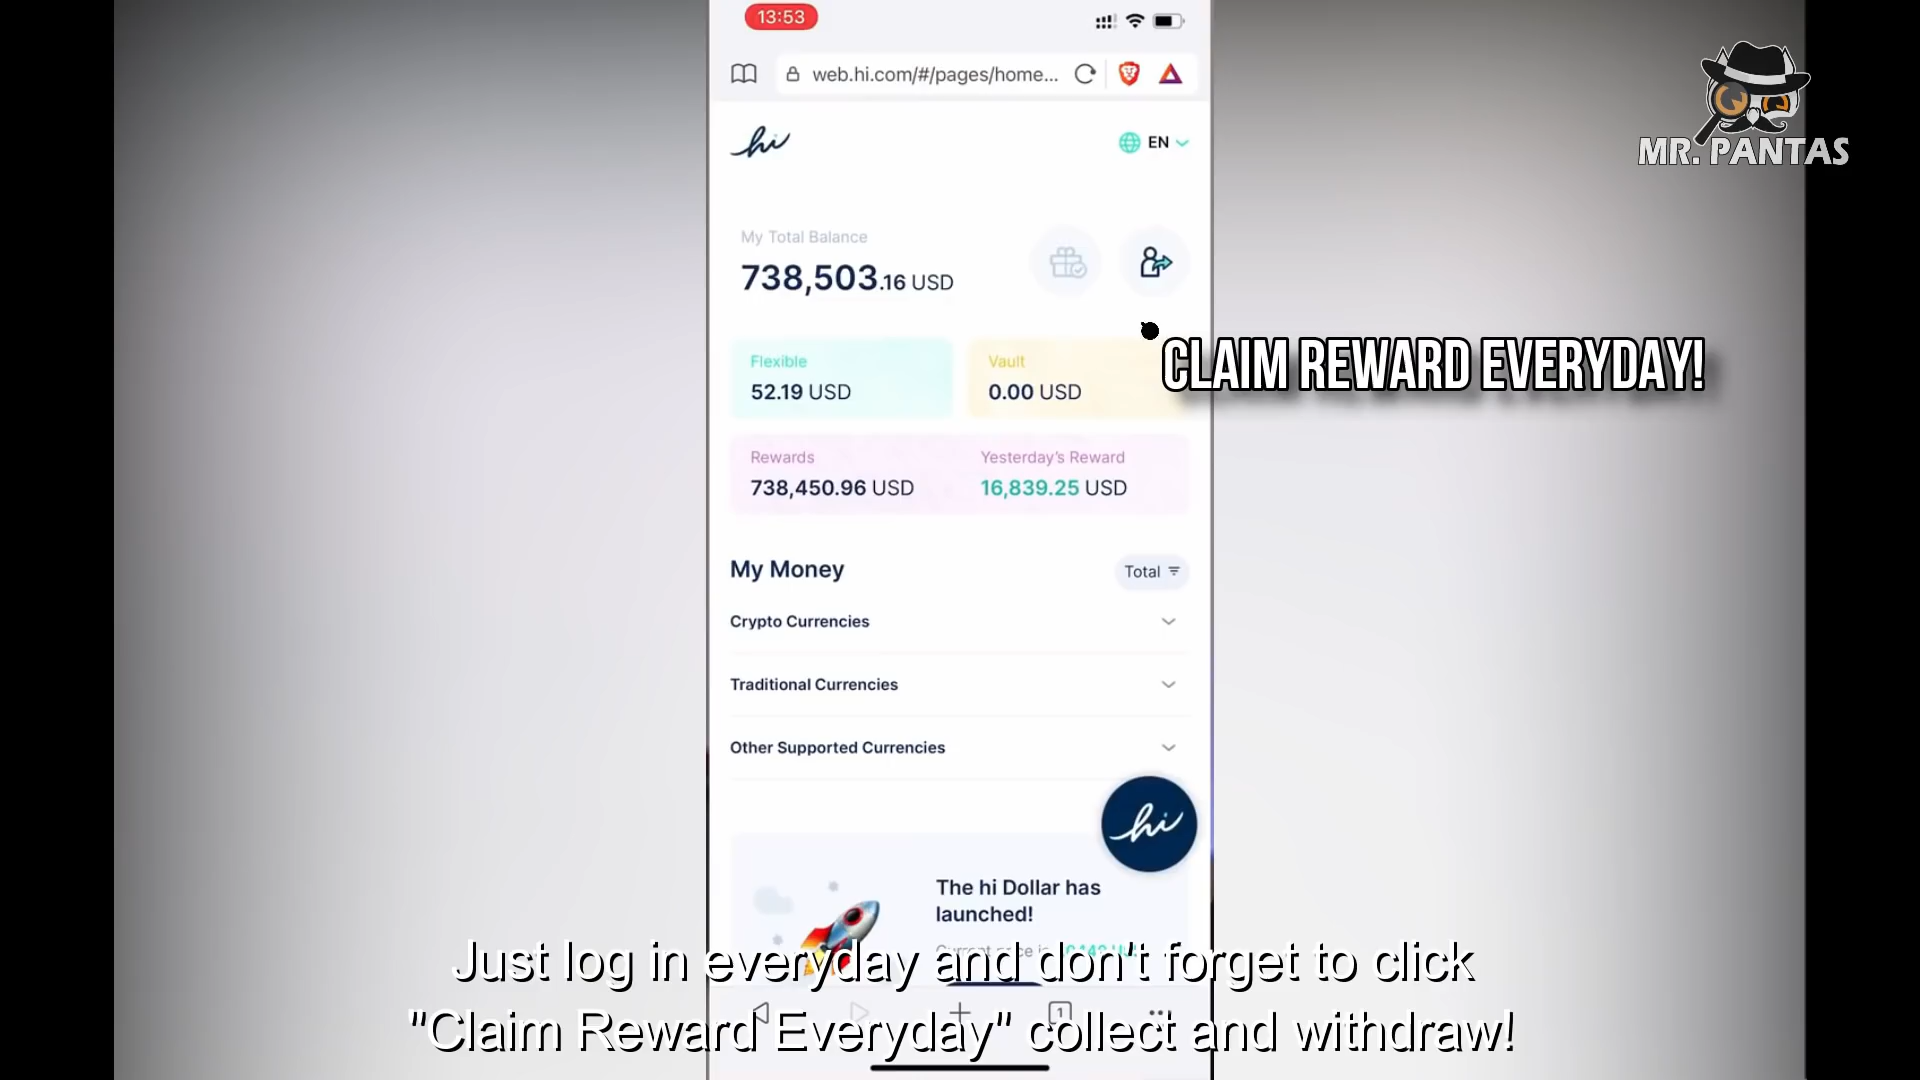 13:53
web.hi.com/#/pages/home...
hi
EN
MR. PANTAS
My Total Balance
738,503.16 USD
CLAIM REWARD EVERYDAY!
Flexible
Vault
52.19 USD
0.00 USD
Rewards
Yesterday's Reward
738,450.96 USD
16,839.25 USD
My Money
Total
Crypto Currencies
Traditional Currencies
Other Supported Currencies
hi
The hi Dollar has
launched!
Just log in everyday and don't forget to click
"Claim Reward Everyday" collect and withdraw!
1